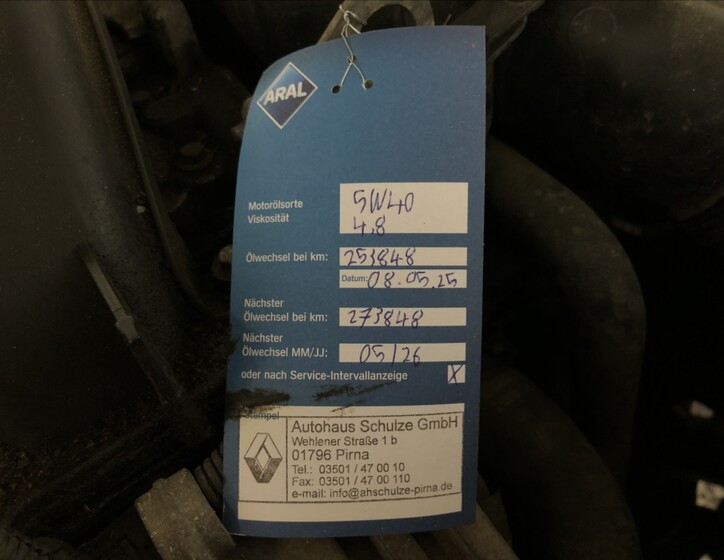 ARAL
Motorölsorte
Viskosität
5W40
4,8
Ölwechsel bei km: 253848
Datum: 08.05.25
Nächster
Ölwechsel bei km: 273848
Nächster
Ölwechsel MM/JJ: 05/26
oder nach Service-Intervallanzeige X
Stempel
Autohaus Schulze GmbH
Wehlener Straße 1 b
01796 Pirna
Tel.: 03501 / 47 00 10
Fax: 03501 / 47 00 110
e-mail: info@ahschulze-pirna.de